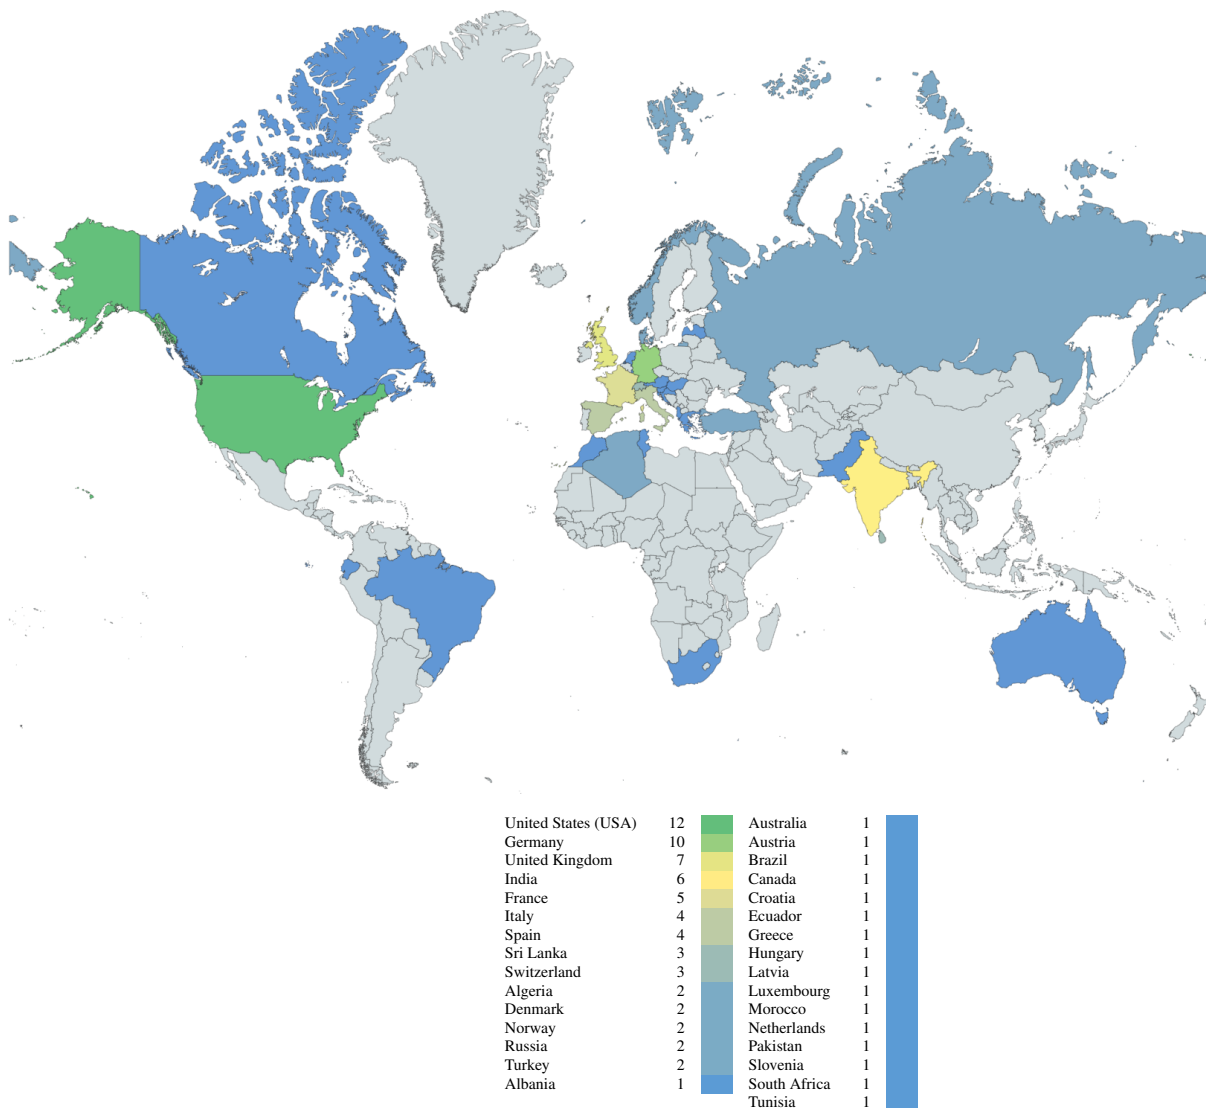 United States (USA) 12 Australia 1
Germany 10 Austria 1
United Kingdom 7 Brazil 1
India 6 Canada 1
France 5 Croatia 1
Italy 4 Ecuador 1
Spain 4 Greece 1
Sri Lanka 3 Hungary 1
Switzerland 3 Latvia 1
Algeria 2 Luxembourg 1
Denmark 2 Morocco 1
Norway 2 Netherlands 1
Russia 2 Pakistan 1
Turkey 2 Slovenia 1
Albania 1 South Africa 1
Tunisia 1